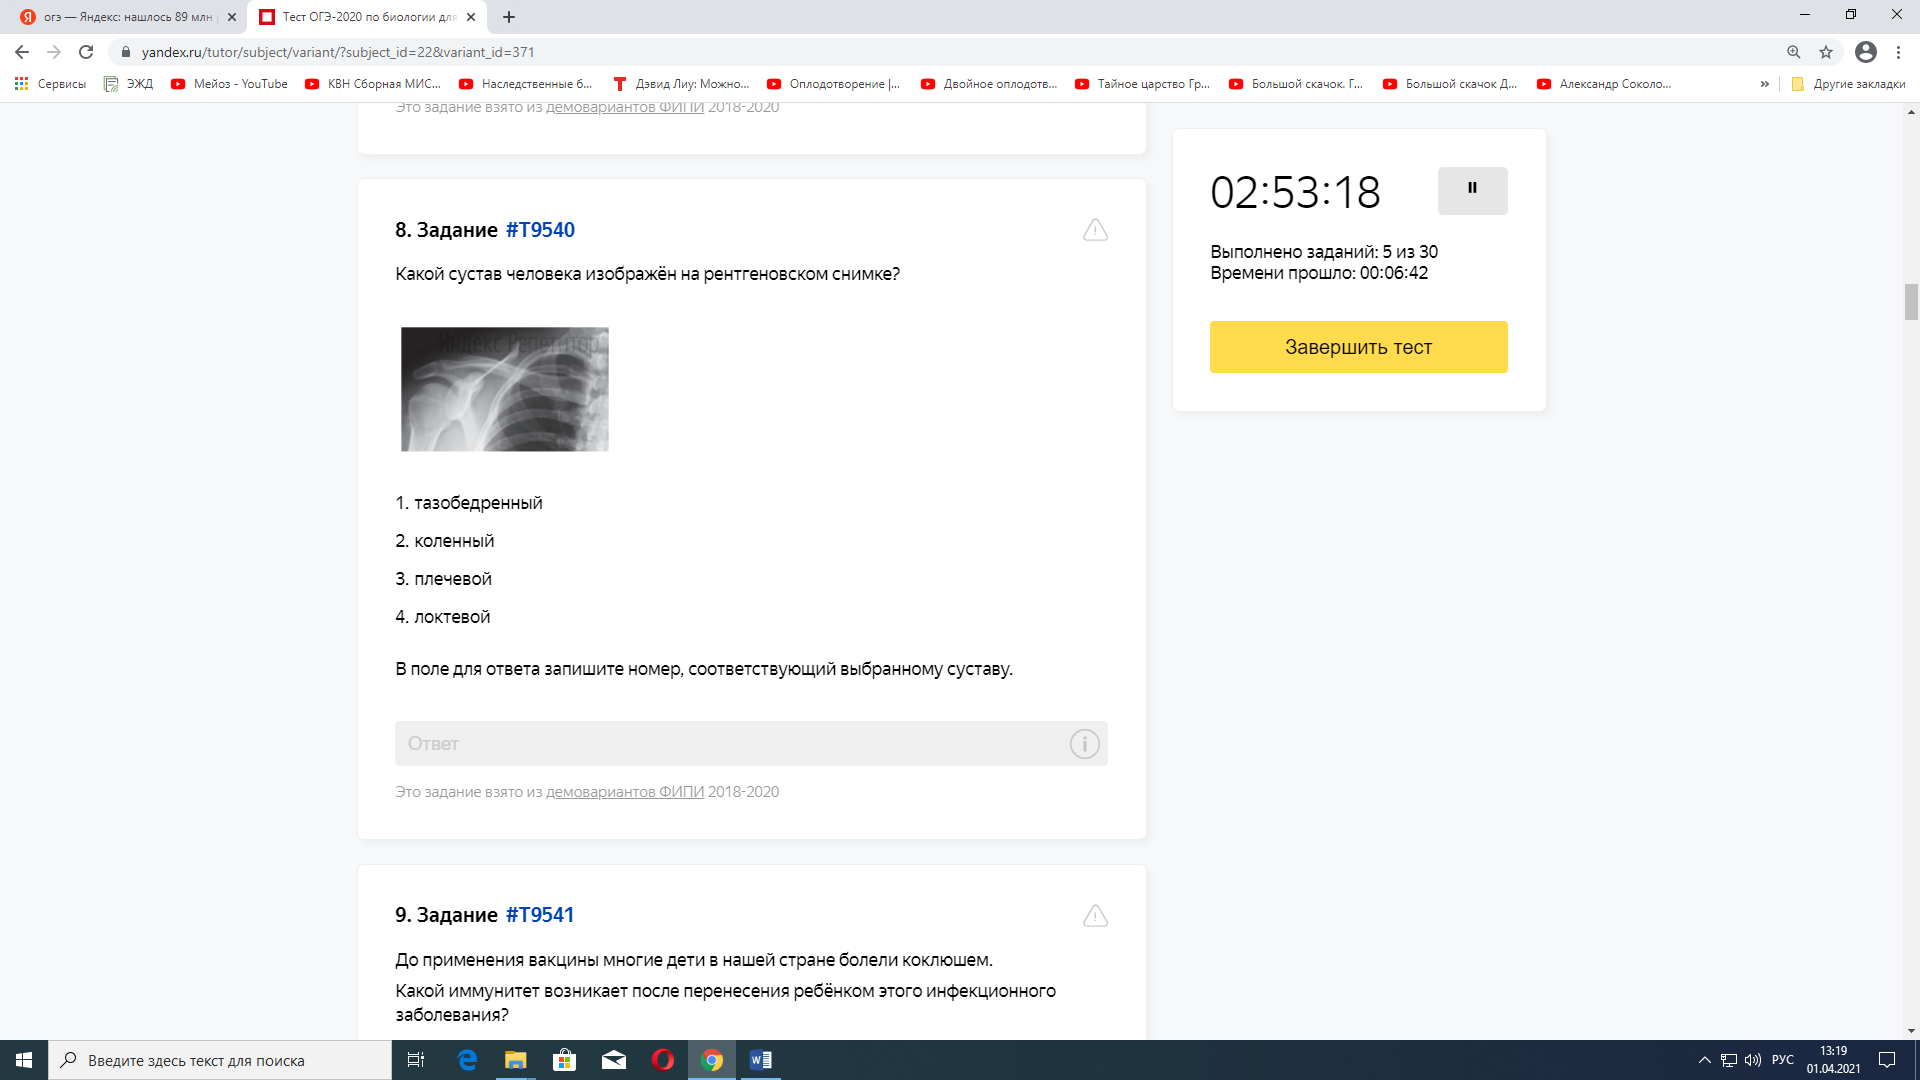 огэ — Яндекс: нашлось 89 млн
Тест ОГЭ-2020 по биологии для
yandex.ru/tutor/subject/variant/?subject_id=22&variant_id=371
Сервисы
ЭЖД
Мейоз - YouTube
КВН Сборная МИС...
Наследственные б...
Дэвид Лиу: Можно...
Оплодотворение |...
Двойное оплодотв...
Тайное царство Гр...
Большой скачок. Г...
Большой скачок Д...
Александр Соколо...
»
Другие закладки
Это задание взято из демовариантов ФИПИ 2018-2020
02:53:18
Выполнено заданий: 5 из 30
Времени прошло: 00:06:42
Завершить тест
8. Задание #T9540
Какой сустав человека изображён на рентгеновском снимке?
Яндекс Репетитор
1. тазобедренный
2. коленный
3. плечевой
4. локтевой
В поле для ответа запишите номер, соответствующий выбранному суставу.
Ответ
Это задание взято из демовариантов ФИПИ 2018-2020
9. Задание #T9541
До применения вакцины многие дети в нашей стране болели коклюшем.
Какой иммунитет возникает после перенесения ребёнком этого инфекционного
заболевания?
Введите здесь текст для поиска
РУС
13:19
01.04.2021